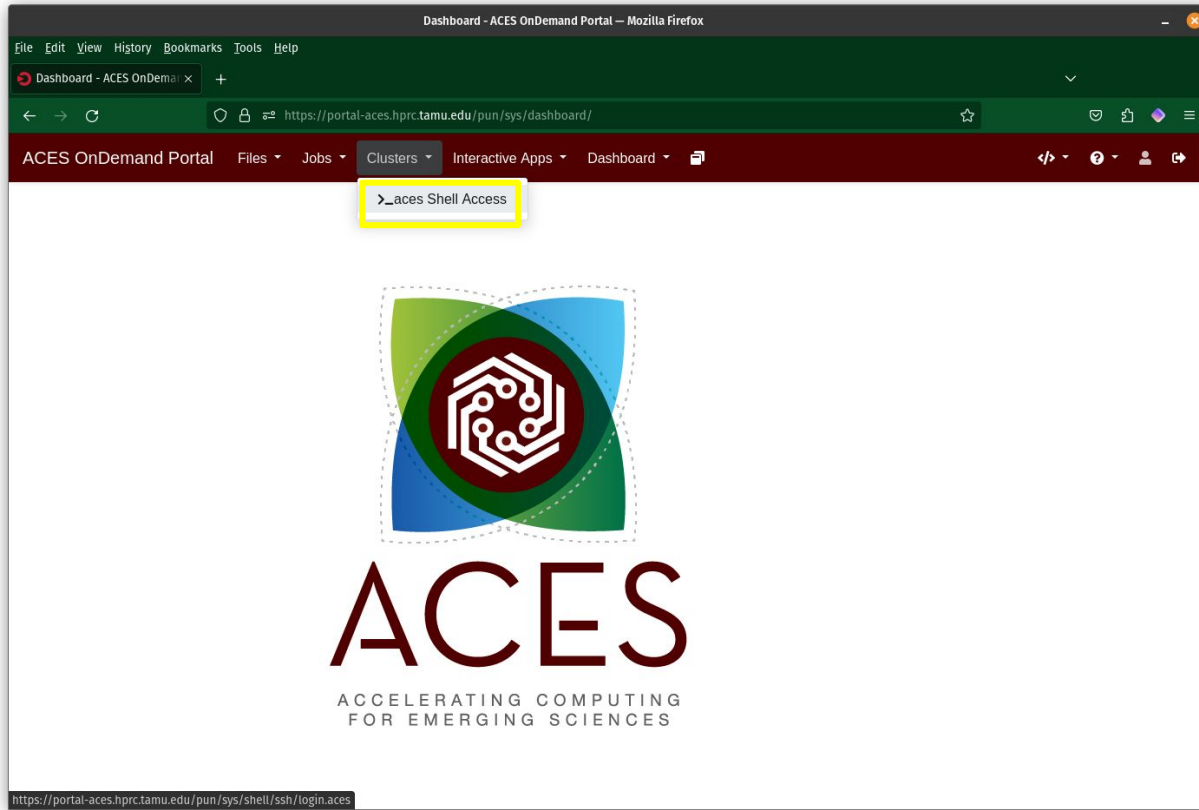 Dashboard - ACES OnDemand Portal — Mozilla Firefox
File Edit View History Bookmarks Tools Help
Dashboard - ACES OnDeman
https://portal-aces.hprc.tamu.edu/pun/sys/dashboard/
ACES OnDemand Portal Files Jobs Clusters Interactive Apps Dashboard
>_aces Shell Access
ACES
ACCELERATING COMPUTING
FOR EMERGING SCIENCES
https://portal-aces.hprc.tamu.edu/pun/sys/shell/ssh/login.aces